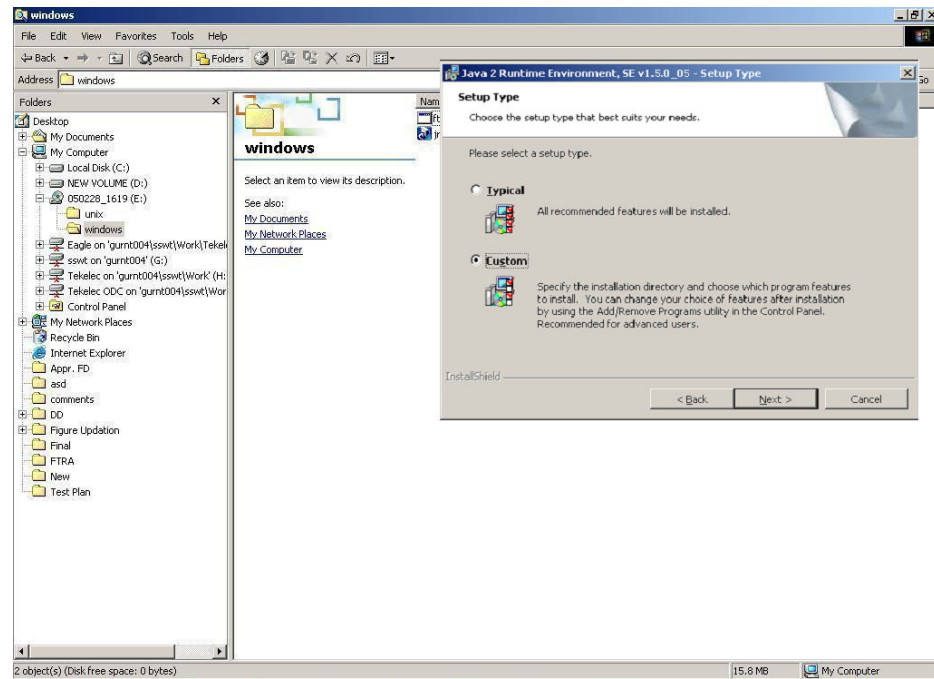 windows
File Edit View Favorites Tools Help
Back Search Folders
Address windows
Folders
Desktop
My Documents
My Computer
Local Disk (C:)
NEW VOLUME (D:)
050228_1619 (E:)
unix
windows
Eagle on 'gurnt004\sswt\Work\Tekel
sswt on 'gurnt004' (G:)
Tekelec on 'gurnt004\sswt\Work' (H:
Tekelec ODC on 'gurnt004\sswt\Wor
Control Panel
My Network Places
Recycle Bin
Internet Explorer
Appr. FD
asd
comments
DD
Figure Updation
Final
FTRA
New
Test Plan
windows
Select an item to view its description.
See also:
My Documents
My Network Places
My Computer
Nam
ft
jr
Java 2 Runtime Environment, SE v1.5.0_05 - Setup Type
Setup Type
Choose the setup type that best suits your needs.
Please select a setup type.
Typical
All recommended features will be installed.
Custom
Specify the installation directory and choose which program features
to install. You can change your choice of features after installation
by using the Add/Remove Programs utility in the Control Panel.
Recommended for advanced users.
InstallShield
< Back Next > Cancel
2 object(s) (Disk free space: 0 bytes) 15.8 MB My Computer